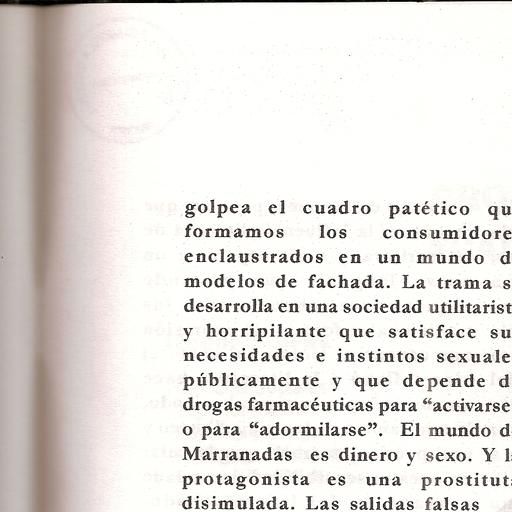 golpea el cuadro patético qu
formamos los consumidore
enclaustrados en un mundo d
modelos de fachada. La trama s
desarrolla en una sociedad utilitarist
y horripilante que satisface su
necesidades e instintos sexuale
públicamente y que depende d
drogas farmacéuticas para “activarse
o para “adormilarse”. El mundo d
Marranadas es dinero y sexo. Y l
protagonista es una prostitut
disimulada. Las salidas falsas